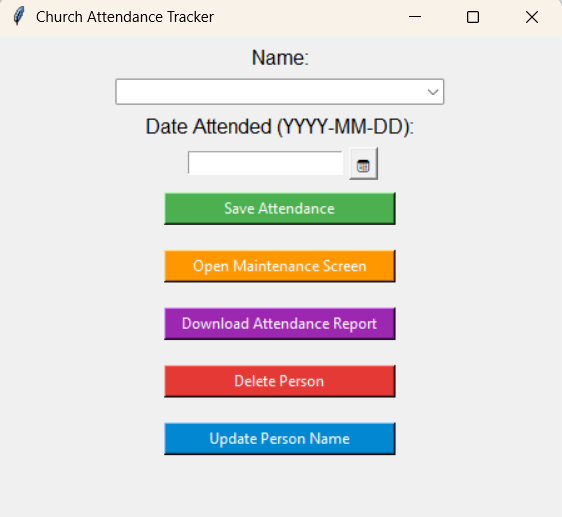 Church Attendance Tracker
Name:
Date Attended (YYYY-MM-DD):
Save Attendance
Open Maintenance Screen
Download Attendance Report
Delete Person
Update Person Name